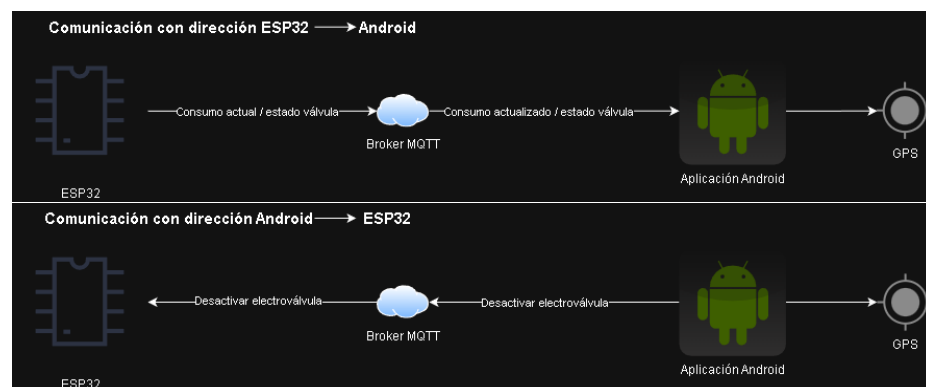 Comunicación con dirección ESP32 Android
Consumo actual / estado válvula
Consumo actualizado / estado válvula
Broker MQTT
GPS
Aplicación Android
ESP32
Comunicación con dirección Android ESP32
Desactivar electroválvula
Desactivar electroválvula
Broker MQTT
GPS
Aplicación Android
ESP32